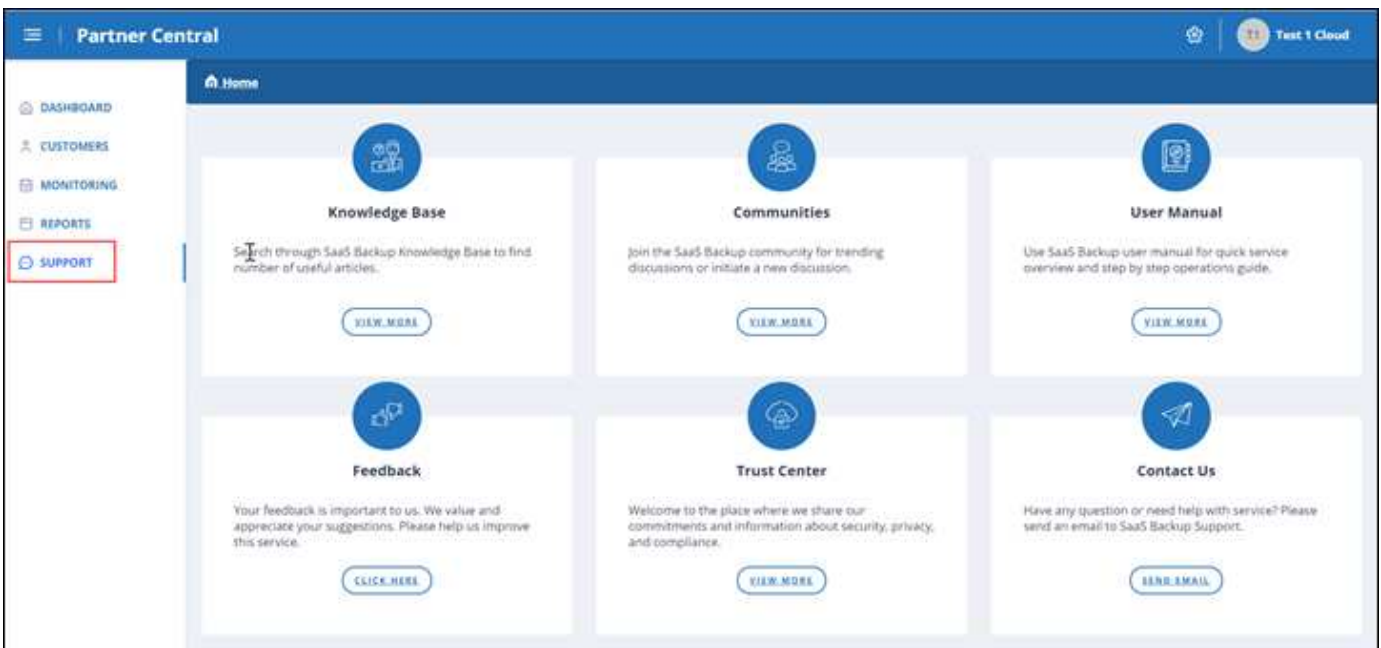 Partner Central
T1 Test 1 Cloud
Home
DASHBOARD
CUSTOMERS
MONITORING
REPORTS
SUPPORT
Knowledge Base
Search through SaaS Backup Knowledge Base to find
number of useful articles.
VIEW MORE
Communities
Join the SaaS Backup community for trending
discussions or initiate a new discussion.
VIEW MORE
User Manual
Use SaaS Backup user manual for quick service
overview and step by step operations guide.
VIEW MORE
Feedback
Your feedback is important to us. We value and
appreciate your suggestions. Please help us improve
this service.
CLICK HERE
Trust Center
Welcome to the place where we share our
commitments and information about security, privacy,
and compliance.
VIEW MORE
Contact Us
Have any question or need help with service? Please
send an email to SaaS Backup Support.
SEND EMAIL